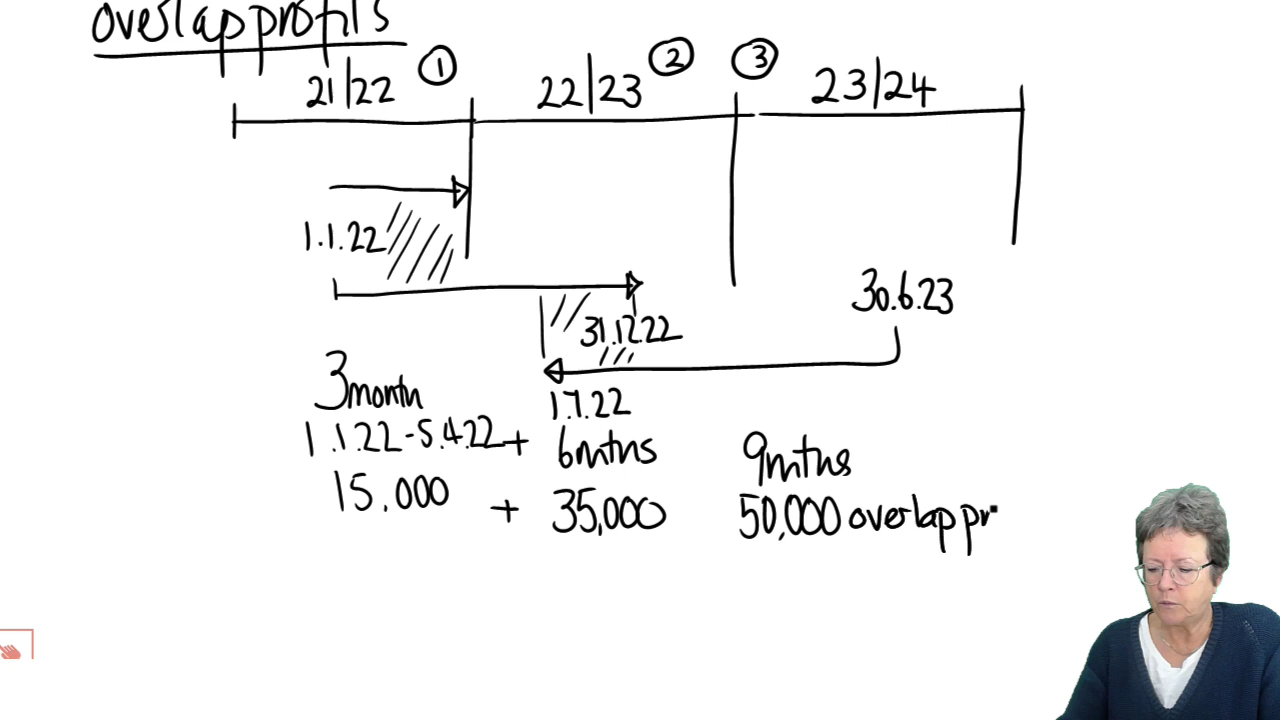 overlap profits
21/22 ① 22/23 ② ③ 23/24
1.1.22
31.12.22
30.6.23
1.7.22
3 month 6 mtns 9 mtns
1.1.22 - 5.4.22 +
15,000 + 35,000 50,000 overlap pr